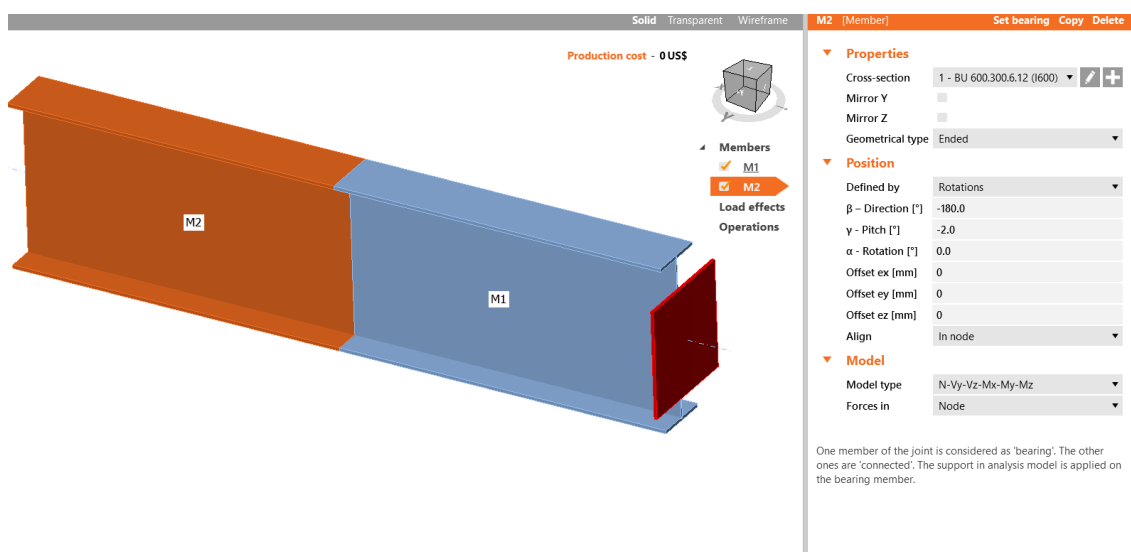 Solid Transparent Wireframe
M2 [Member] Set bearing Copy Delete
Production cost - 0 US$
Members
M1
M2
Load effects
Operations
M2
M1
Properties
Cross-section 1 - BU 600.300.6.12 (I600)
Mirror Y
Mirror Z
Geometrical type Ended
Position
Defined by Rotations
β – Direction [°] -180.0
γ - Pitch [°] -2.0
α - Rotation [°] 0.0
Offset ex [mm] 0
Offset ey [mm] 0
Offset ez [mm] 0
Align In node
Model
Model type N-Vy-Vz-Mx-My-Mz
Forces in Node
One member of the joint is considered as 'bearing'. The other
ones are 'connected'. The support in analysis model is applied on
the bearing member.